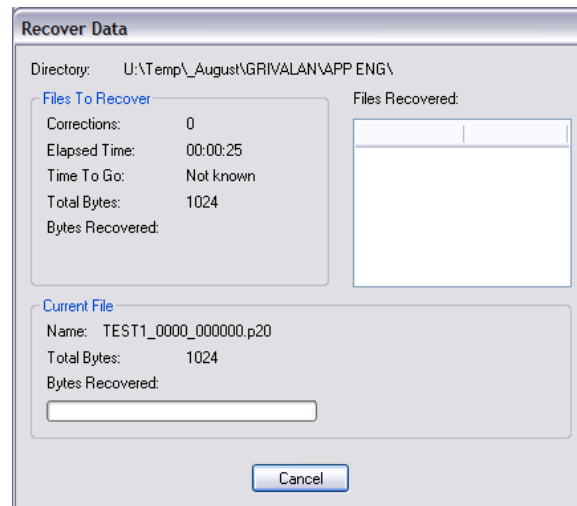 Recover Data
Directory: U:\Temp\_August\GRIVALAN\APP ENG\
Files To Recover
Corrections: 0
Elapsed Time: 00:00:25
Time To Go: Not known
Total Bytes: 1024
Bytes Recovered:
Files Recovered:
Current File
Name: TEST1_0000_000000.p20
Total Bytes: 1024
Bytes Recovered:
Cancel